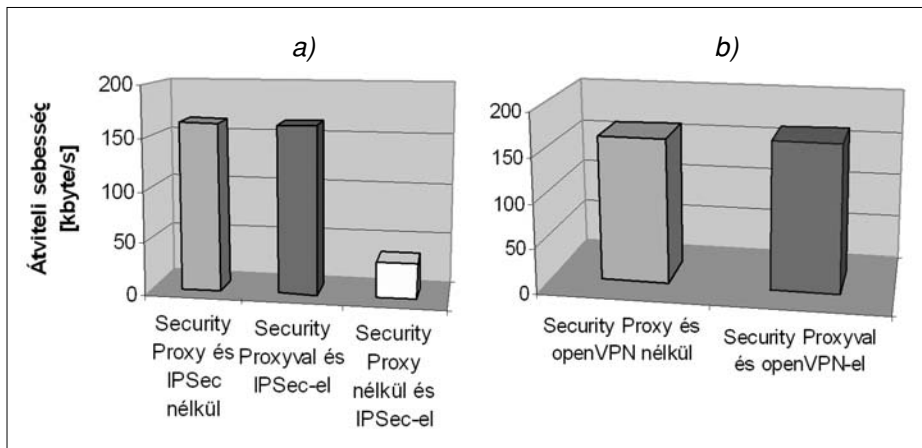 a)
Átviteli sebesség
[kbyte/s]
200
150
100
50
0
Security
Proxy és
IPSec
nélkül
Security
Proxyval és
IPSec-el
Security
Proxy
nélkül és
IPSec-el
b)
200
150
100
50
0
Security Proxy és
openVPN nélkül
Security Proxyval
és openVPN-el